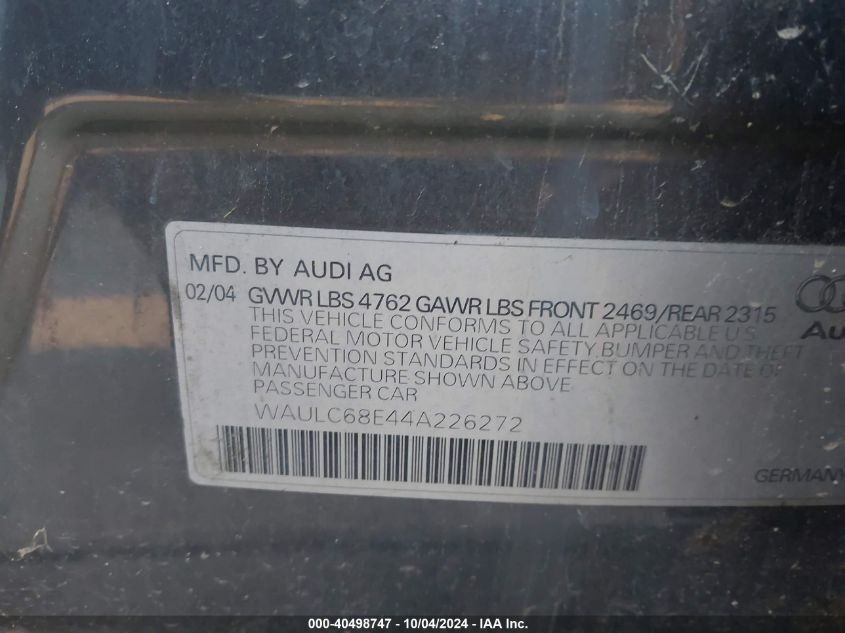 MFD. BY AUDI AG
02/04 GVWR LBS 4762 GAWR LBS FRONT 2469/REAR 2315
THIS VEHICLE CONFORMS TO ALL APPLICABLE U S
FEDERAL MOTOR VEHICLE SAFETY, BUMPER AND THEFT
PREVENTION STANDARDS IN EFFECT ON THE DATE OF
MANUFACTURE SHOWN ABOVE
PASSENGER CAR
WAULC68E44A226272
GERMANY
000-40498747 - 10/04/2024 - IAA Inc.